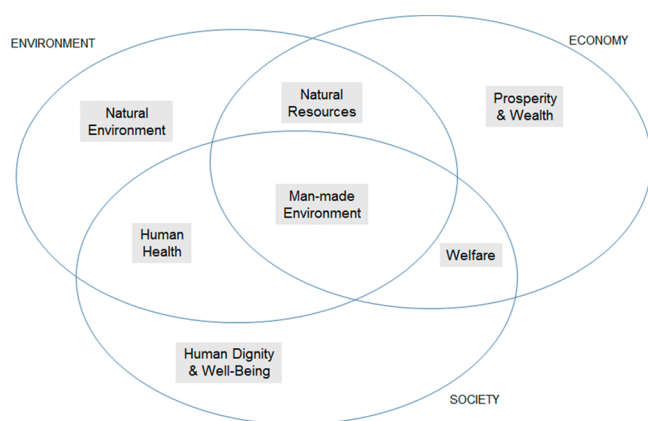 ENVIRONMENT
ECONOMY
Natural
Environment
Natural
Resources
Prosperity
& Wealth
Man-made
Environment
Human
Health
Welfare
Human Dignity
& Well-Being
SOCIETY